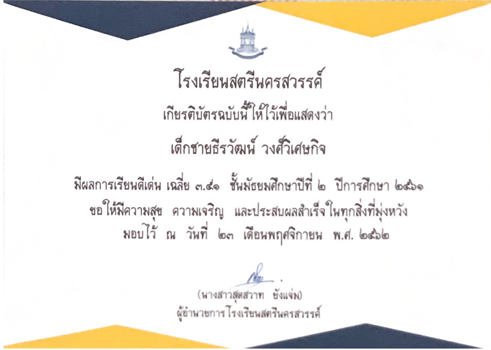 โรงเรียนสตรีนครสวรรค์
เกียรติบัตรฉบับนี้ให้ไว้เพื่อแสดงว่า
เด็กชายธีรวัฒน์ วงศ์วิเศษกิจ
มีผลการเรียนดีเด่น เฉลี่ย ๓.๕๑ ชั้นมัธยมศึกษาปีที่ ๒ ปีการศึกษา ๒๕๖๑
ขอให้มีความสุข ความเจริญ และประสบผลสำเร็จในทุกสิ่งที่มุ่งหวัง
มอบไว้ ณ วันที่ ๒๓ เดือนพฤศจิกายน พ.ศ. ๒๕๖๒
(นางสาวสุดสวาท ยังแจ่ม)
ผู้อำนวยการโรงเรียนสตรีนครสวรรค์